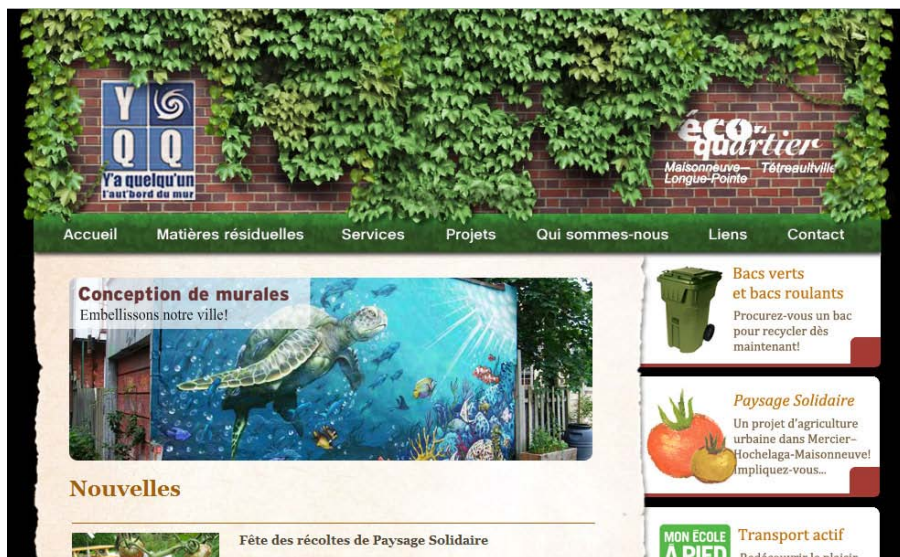 Y
Q Q
Y'a quelqu'un
l'aut'bord du mur
éco-
quartier
Maisonneuve—
Longue-Pointe
Tétreaultville
Accueil Matières résiduelles Services Projets Qui sommes-nous Liens Contact
Conception de murales
Embellissons notre ville!
Nouvelles
Fête des récoltes de Paysage Solidaire
Bacs verts
et bacs roulants
Procurez-vous un bac
pour recycler dès
maintenant!
Paysage Solidaire
Un projet d'agriculture
urbaine dans Mercier–
Hochelaga-Maisonneuve!
Impliquez-vous...
MON ÉCOLE
À PIED
Transport actif
Redécouvrir le plaisir